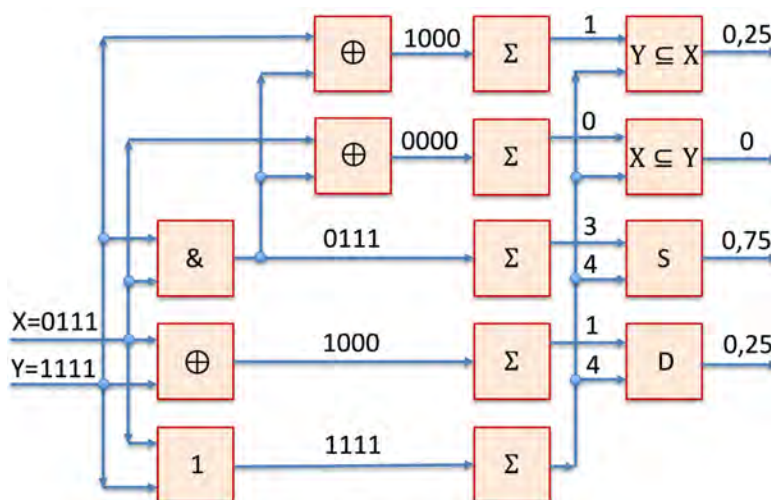 ⊕ 1000 Σ 1 Y ⊆ X 0,25
⊕ 0000 Σ 0 X ⊆ Y 0
& 0111 Σ 3 4 S 0,75
X=0111
Y=1111
⊕ 1000 Σ 1 4 D 0,25
1 1111 Σ